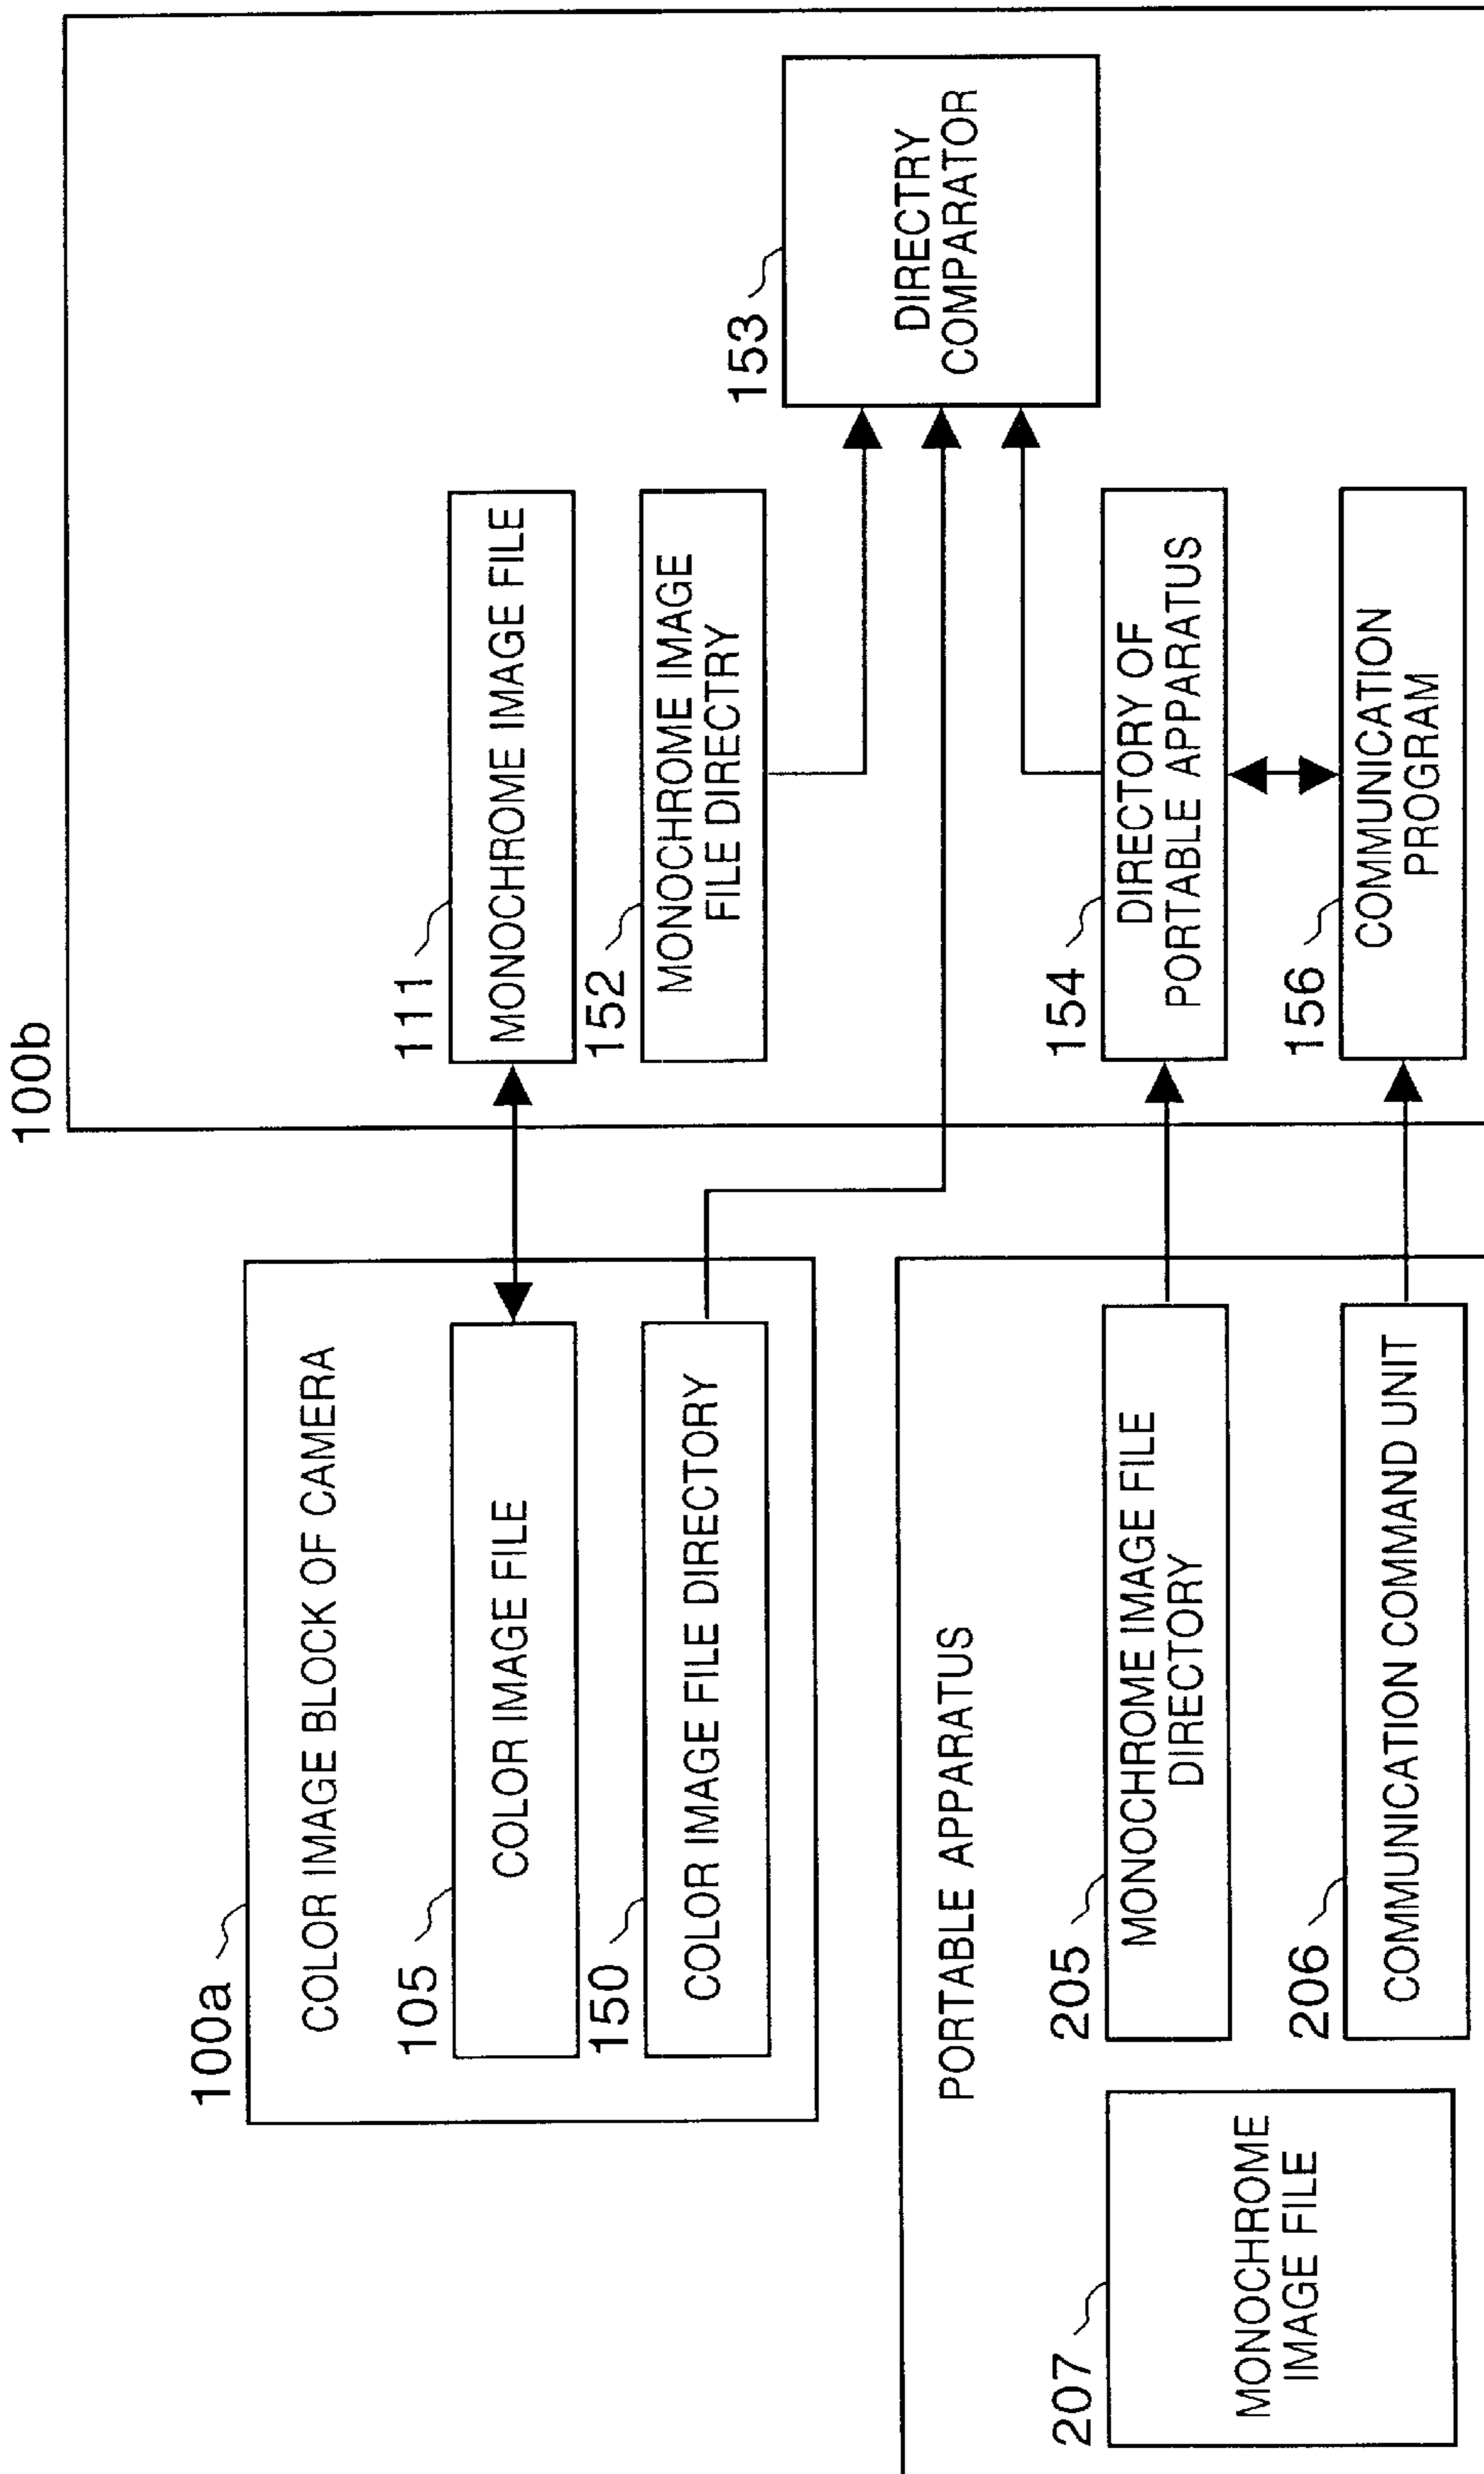 100b
100a
COLOR IMAGE BLOCK OF CAMERA
105
COLOR IMAGE FILE
150
COLOR IMAGE FILE DIRECTORY
111
MONOCHROME IMAGE FILE
152
MONOCHROME IMAGE
FILE DIRECTRY
153
DIRECTRY
COMPARATOR
PORTABLE APPARATUS
207
MONOCHROME
IMAGE FILE
205
MONOCHROME IMAGE FILE
DIRECTORY
206
COMMUNICATION COMMAND UNIT
154
DIRECTORY OF
PORTABLE APPARATUS
156
COMMUNICATION
PROGRAM